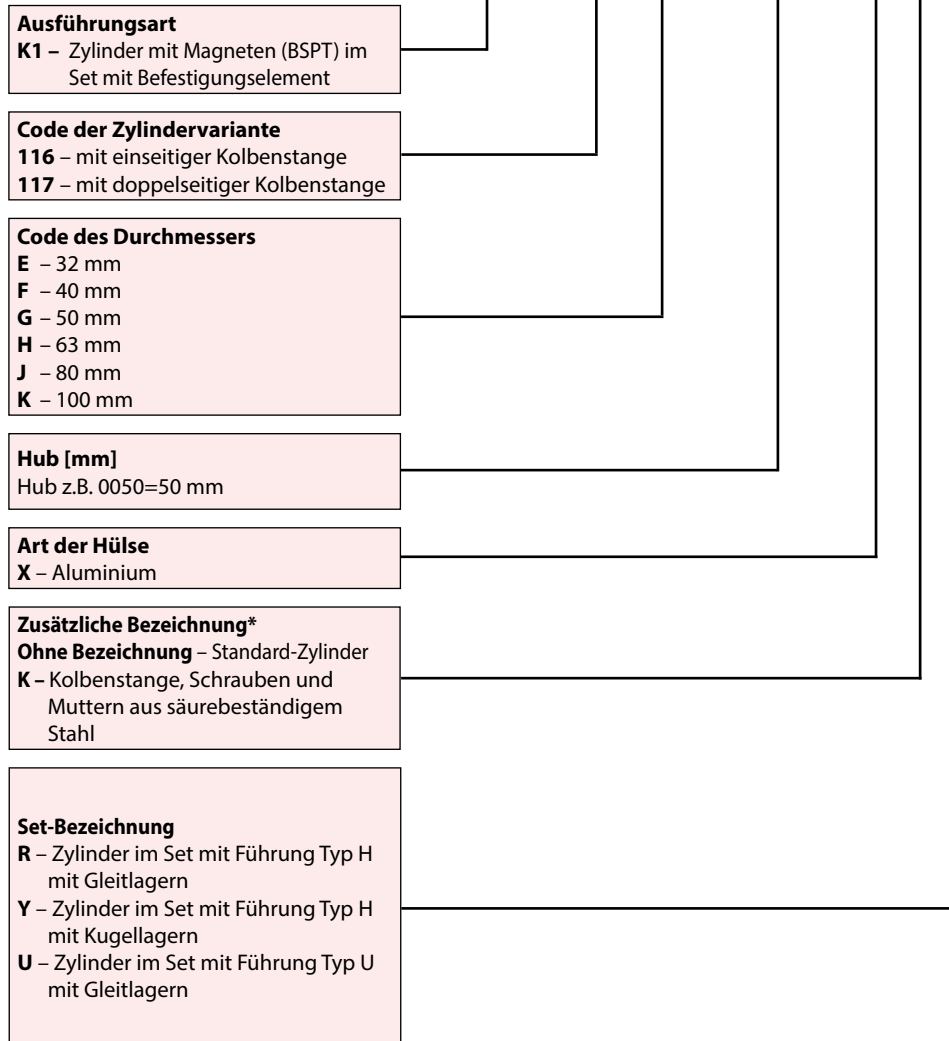 Ausführungsart
K1 – Zylinder mit Magneten (BSPT) im
Set mit Befestigungselement
Code der Zylindervariante
116 – mit einseitiger Kolbenstange
117 – mit doppelseitiger Kolbenstange
Code des Durchmessers
E – 32 mm
F – 40 mm
G – 50 mm
H – 63 mm
J – 80 mm
K – 100 mm
Hub [mm]
Hub z.B. 0050=50 mm
Art der Hülse
X – Aluminium
Zusätzliche Bezeichnung*
Ohne Bezeichnung – Standard-Zylinder
K – Kolbenstange, Schrauben und
Muttern aus säurebeständigem
Stahl
Set-Bezeichnung
R – Zylinder im Set mit Führung Typ H
mit Gleitlagern
Y – Zylinder im Set mit Führung Typ H
mit Kugellagern
U – Zylinder im Set mit Führung Typ U
mit Gleitlagern